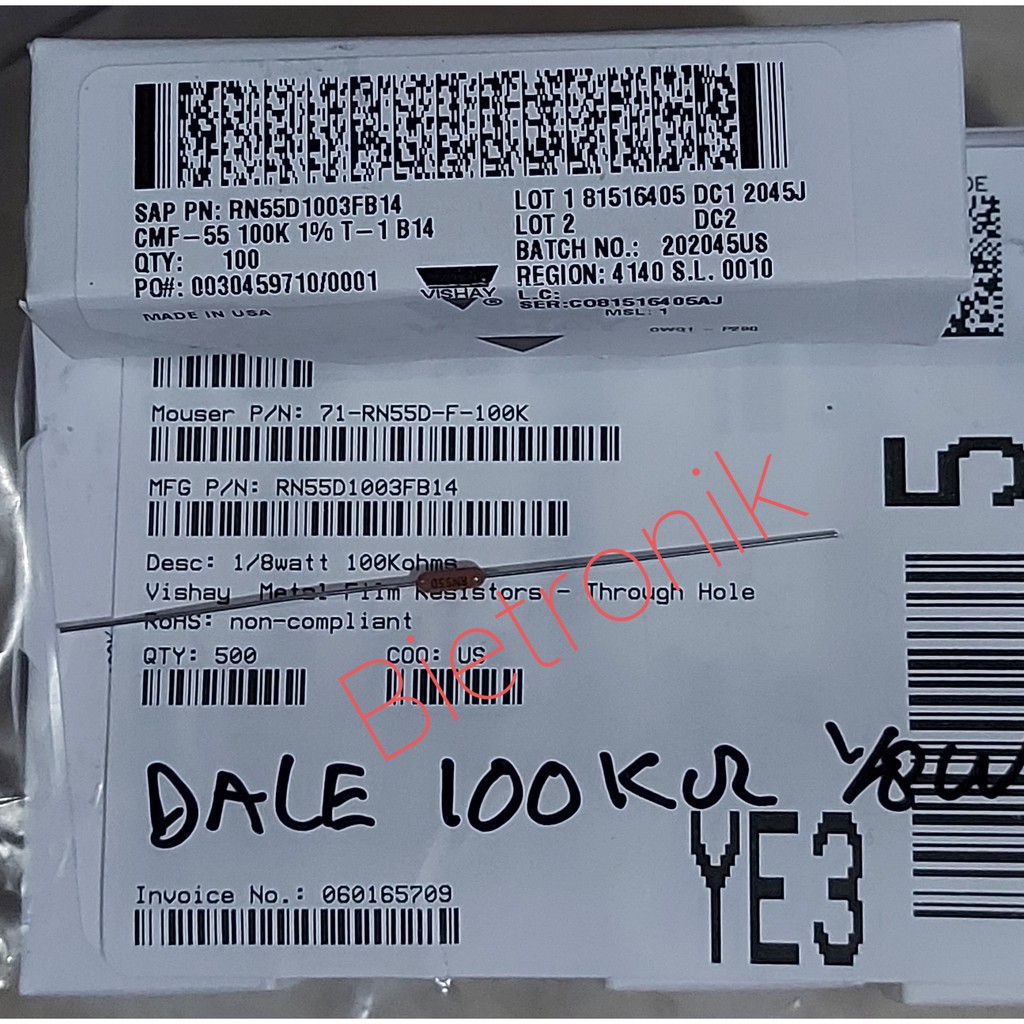 SAP PN: RN55D1003FB14
CMF-55 100K 1% T-1 B14
QTY: 100
PO#: 0030459710/0001
MADE IN USA
LOT 1 81516405 DC1 2045J
LOT 2 DC2
BATCH NO.: 202045US
REGION: 4140 S.L. 0010
L.C:
SER:CO81516405AJ
MSL: 1
VISHAY®
DE
Mouser P/N: 71-RN55D-F-100K
MFG P/N: RN55D1003FB14
Desc: 1/8watt 100Kohms
RN55D
Vishay Metal Film Resistors - Through Hole
RoHS: non-compliant
QTY: 500 COO: US
Bietronik
5
DALE 100KΩ 1/8W
YE3
Invoice No.: 060165709